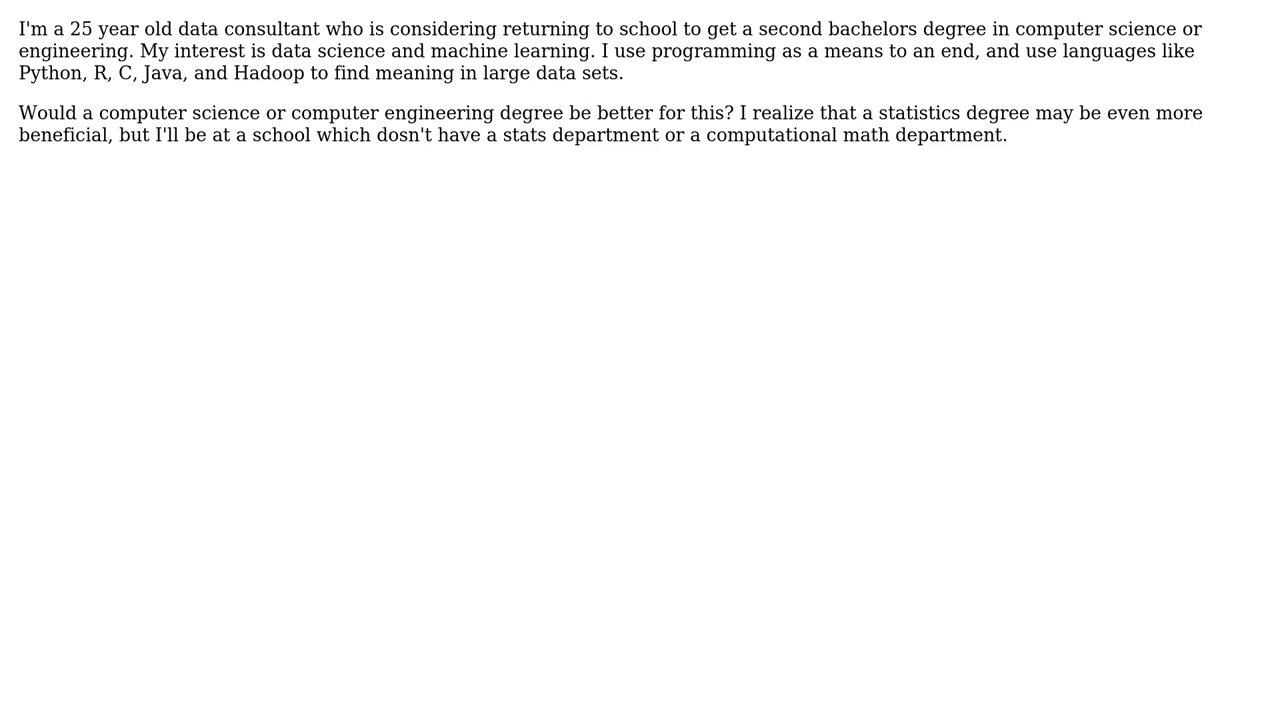 I'm a 25 year old data consultant who is considering returning to school to get a second bachelors degree in computer science or
engineering. My interest is data science and machine learning. I use programming as a means to an end, and use languages like
Python, R, C, Java, and Hadoop to find meaning in large data sets.
Would a computer science or computer engineering degree be better for this? I realize that a statistics degree may be even more
beneficial, but I'll be at a school which dosn't have a stats department or a computational math department.